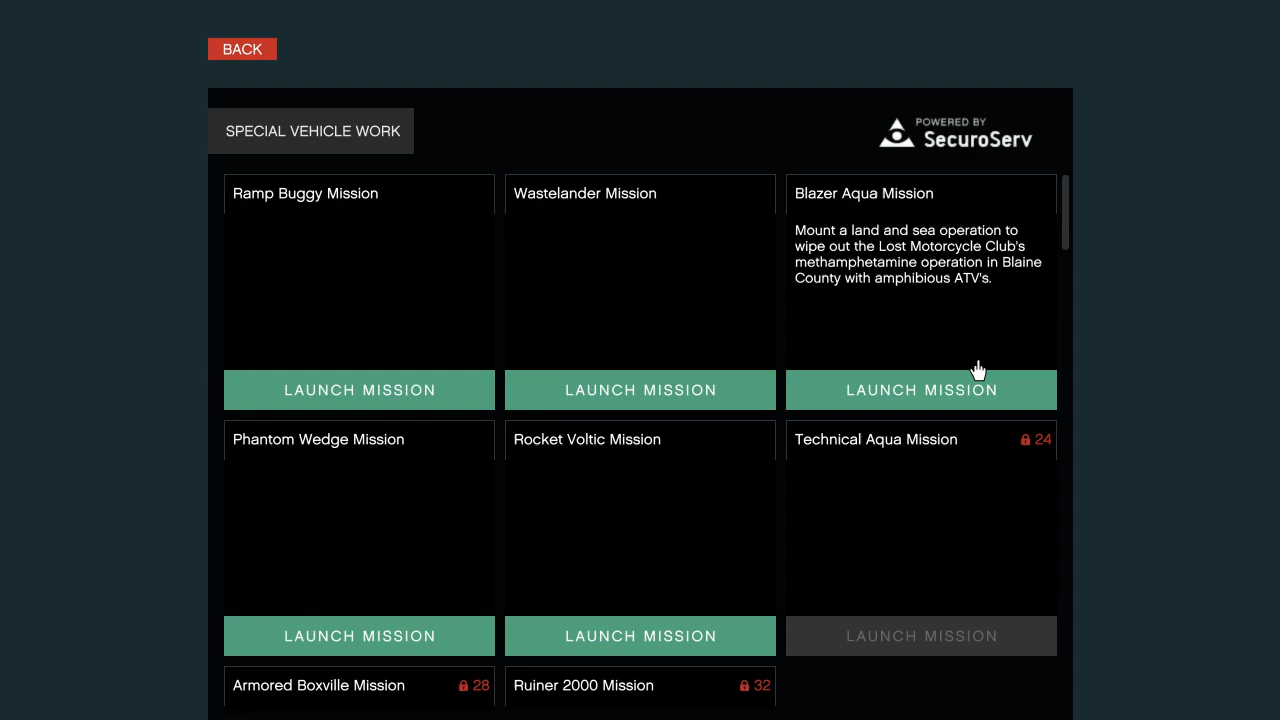 BACK
SPECIAL VEHICLE WORK
POWERED BY
SecuroServ
Ramp Buggy Mission
Wastelander Mission
Blazer Aqua Mission
Mount a land and sea operation to
wipe out the Lost Motorcycle Club's
methamphetamine operation in Blaine
County with amphibious ATV's.
LAUNCH MISSION
LAUNCH MISSION
LAUNCH MISSION
Phantom Wedge Mission
Rocket Voltic Mission
Technical Aqua Mission 24
LAUNCH MISSION
LAUNCH MISSION
LAUNCH MISSION
Armored Boxville Mission 28
Ruiner 2000 Mission 32